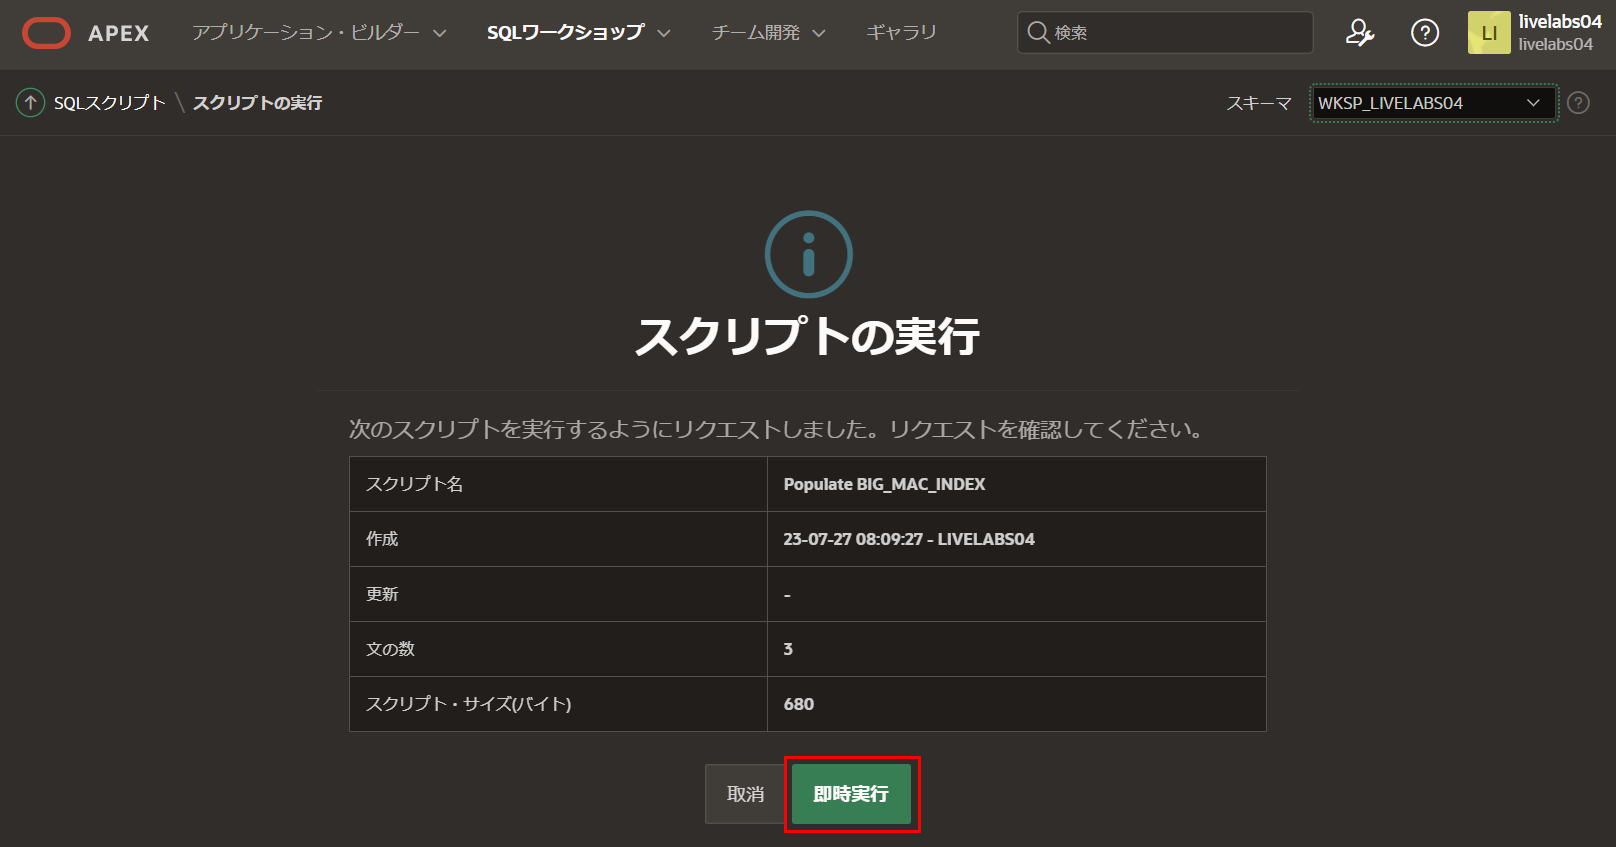 APEX アプリケーション・ビルダー SQLワークショップ チーム開発 ギャラリ 検索 ? LI livelabs04
livelabs04
SQLスクリプト \ スクリプトの実行 スキーマ WKSP_LIVELABS04 ?
スクリプトの実行
次のスクリプトを実行するようにリクエストしました。リクエストを確認してください。
スクリプト名 Populate BIG_MAC_INDEX
作成 23-07-27 08:09:27 - LIVELABS04
更新 -
文の数 3
スクリプト・サイズ(バイト) 680
取消 即時実行